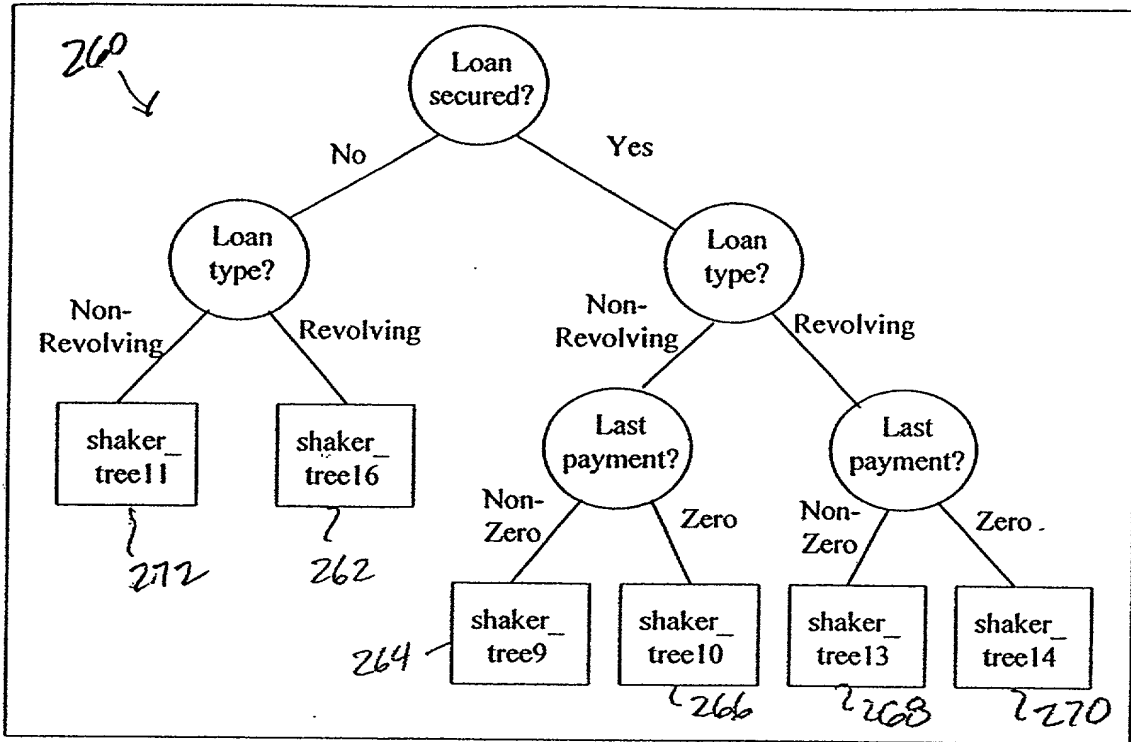 260
Loan
secured?
No
Yes
Loan
type?
Loan
type?
Non-
Revolving
Revolving
Non-
Revolving
Revolving
shaker_
tree11
shaker_
tree16
Last
payment?
Last
payment?
Non-
Zero
Zero
Non-
Zero
Zero
272
262
264
shaker_
tree9
shaker_
tree10
shaker_
tree13
shaker_
tree14
266
268
270